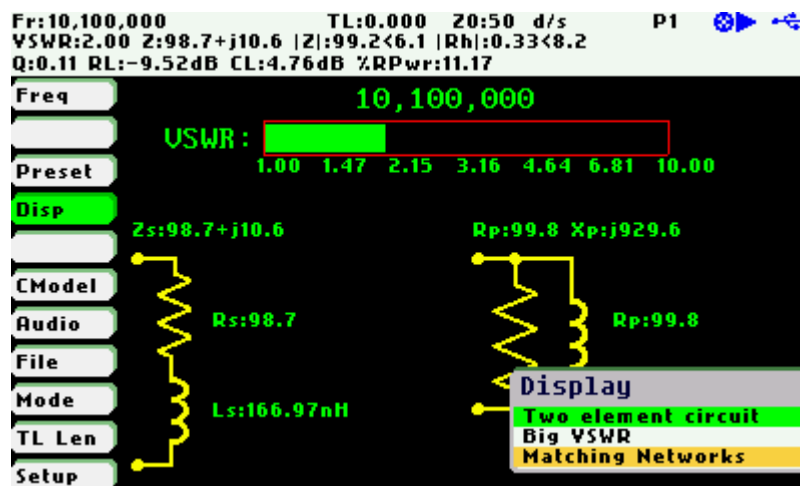 Fr:10,100,000 TL:0.000 20:50 d/s P1
VSWR:2.00 Z:98.7+j10.6 |Z|:99.2<6.1 |Rh|:0.33<8.2
Q:0.11 RL:-9.52dB CL:4.76dB %RPwr:11.17
Freq
10,100,000
VSWR:
1.00 1.47 2.15 3.16 4.64 6.81 10.00
Preset
Disp
Zs:98.7+j10.6
Rp:99.8 Xp:j929.6
CModel
Audio
Rs:98.7
Rp:99.8
File
Mode
Ls:166.97nH
TL Len
Setup
Display
Two element circuit
Big VSWR
Matching Networks